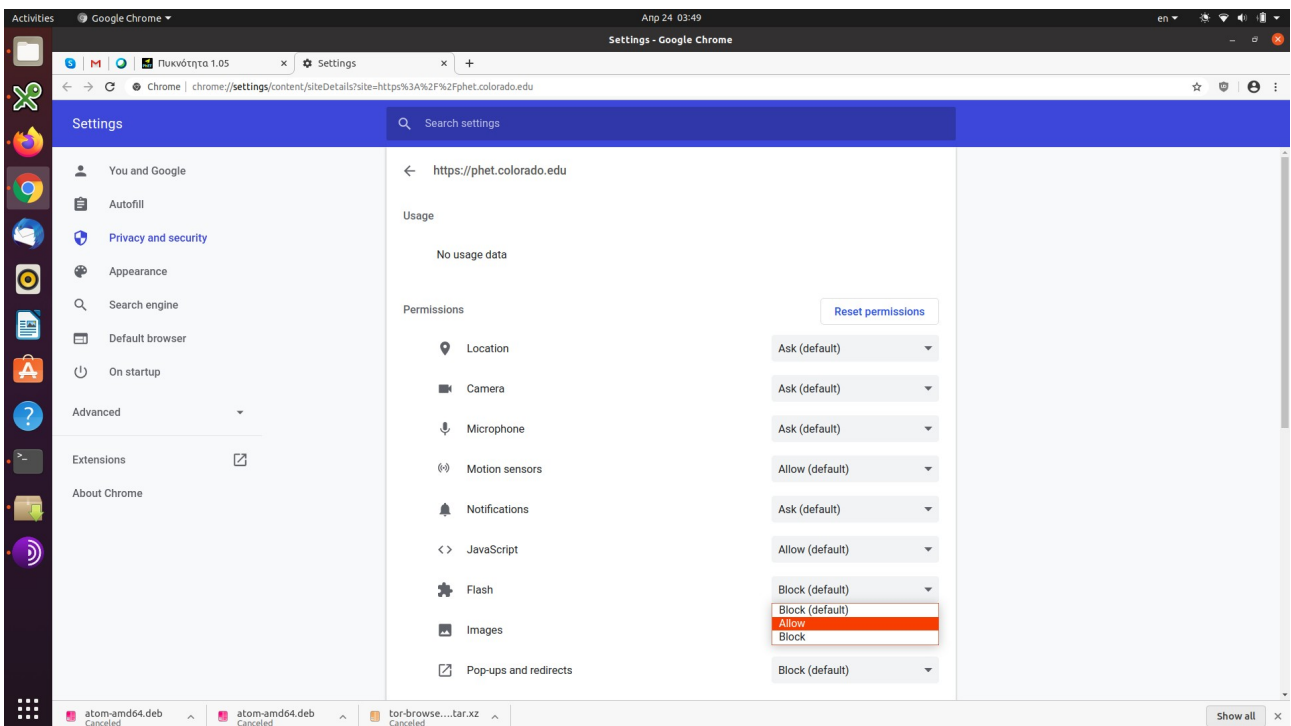 Activities Google Chrome Απρ 24 03:49 en
Settings - Google Chrome
Πυκνότητα 1.05 Settings
Chrome | chrome://settings/content/siteDetails?site=https%3A%2F%2Fphet.colorado.edu
Settings Search settings
You and Google
Autofill
Privacy and security
Appearance
Search engine
Default browser
On startup
Advanced
Extensions
About Chrome
https://phet.colorado.edu
Usage
No usage data
Permissions Reset permissions
Location Ask (default)
Camera Ask (default)
Microphone Ask (default)
Motion sensors Allow (default)
Notifications Ask (default)
JavaScript Allow (default)
Flash Block (default)
Block (default)
Allow
Block
Images
Pop-ups and redirects Block (default)
atom-amd64.deb atom-amd64.deb tor-browse....tar.xz Show all
Canceled Canceled Canceled